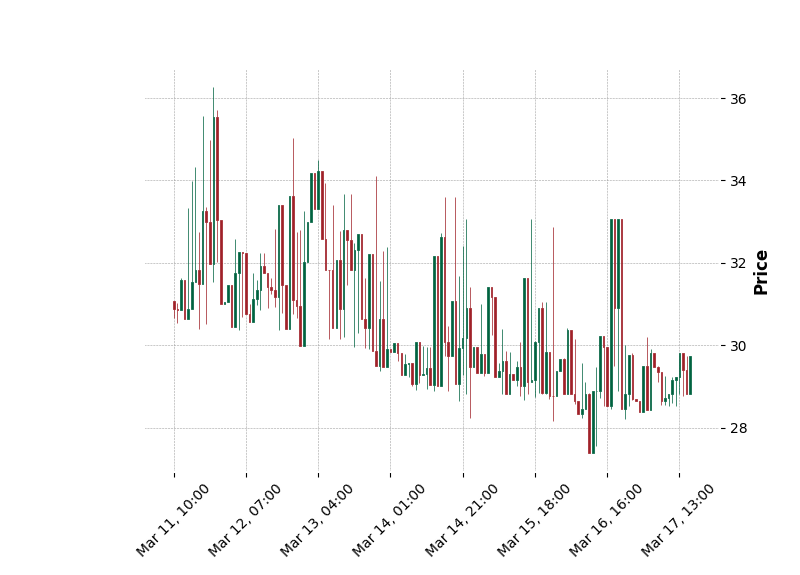 36
34
32
30
28
Price
Mar 11, 10:00
Mar 12, 07:00
Mar 13, 04:00
Mar 14, 01:00
Mar 14, 21:00
Mar 15, 18:00
Mar 16, 16:00
Mar 17, 13:00